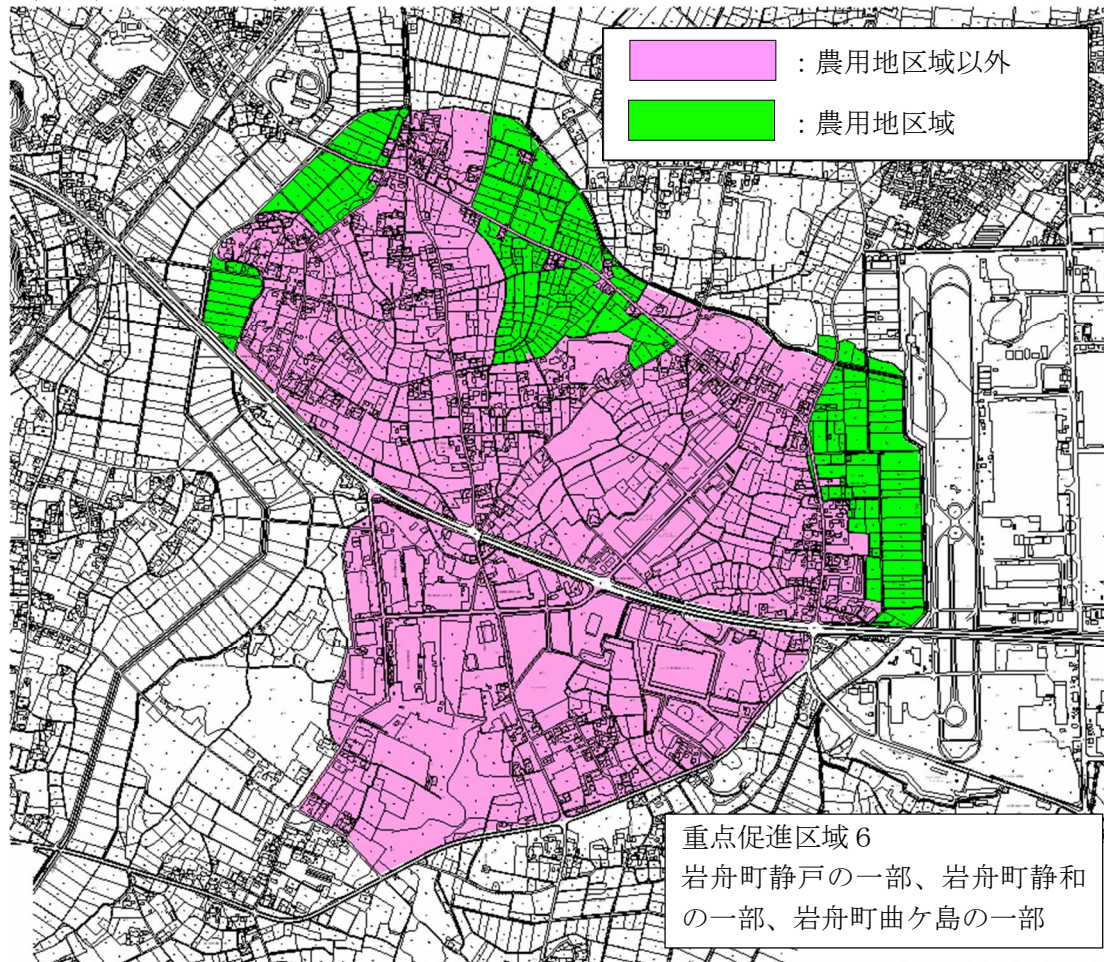 ：農用地区域以外
：農用地区域
重点促進区域６
岩舟町静戸の一部、岩舟町静和
の一部、岩舟町曲ケ島の一部